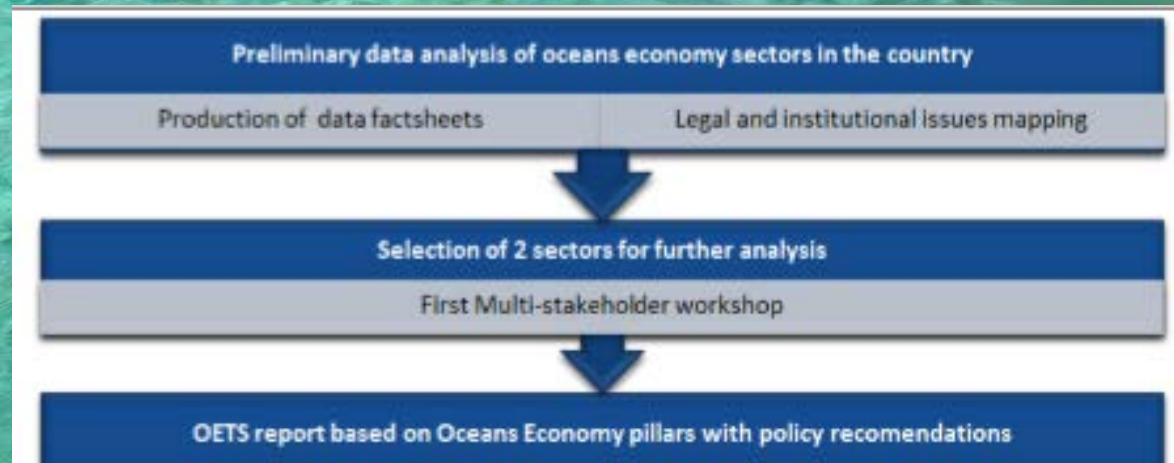 Preliminary data analysis of oceans economy sectors in the country
Production of data factsheets
Legal and institutional issues mapping
Selection of 2 sectors for further analysis
First Multi-stakeholder workshop
OETS report based on Oceans Economy pillars with policy recomendations